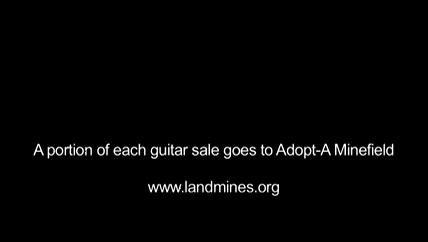 A portion of each guitar sale goes to Adopt-A Minefield
www.landmines.org